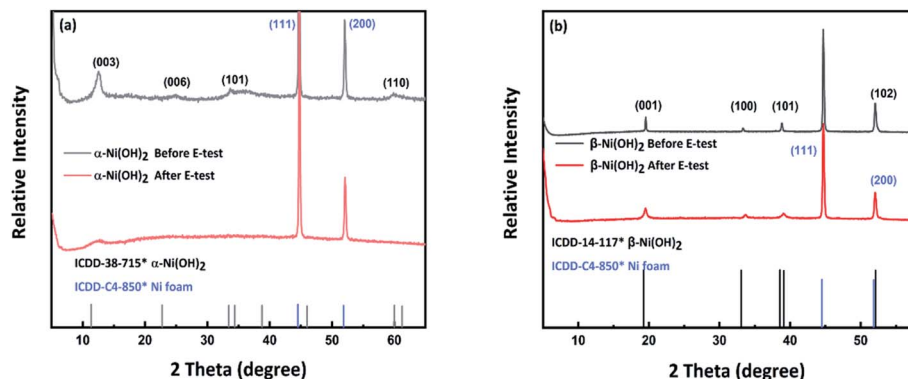 (a)
(111)
(200)
(003)
(006)
(101)
(110)
α-Ni(OH)2 Before E-test
α-Ni(OH)2 After E-test
ICDD-38-715* α-Ni(OH)2
ICDD-C4-850* Ni foam
Relative Intensity
10 20 30 40 50 60
2 Theta (degree)
(b)
(001)
(100)
(101)
(102)
β-Ni(OH)2 Before E-test
β-Ni(OH)2 After E-test
(111)
(200)
ICDD-14-117* β-Ni(OH)2
ICDD-C4-850* Ni foam
Relative Intensity
10 20 30 40 50
2 Theta (degree)